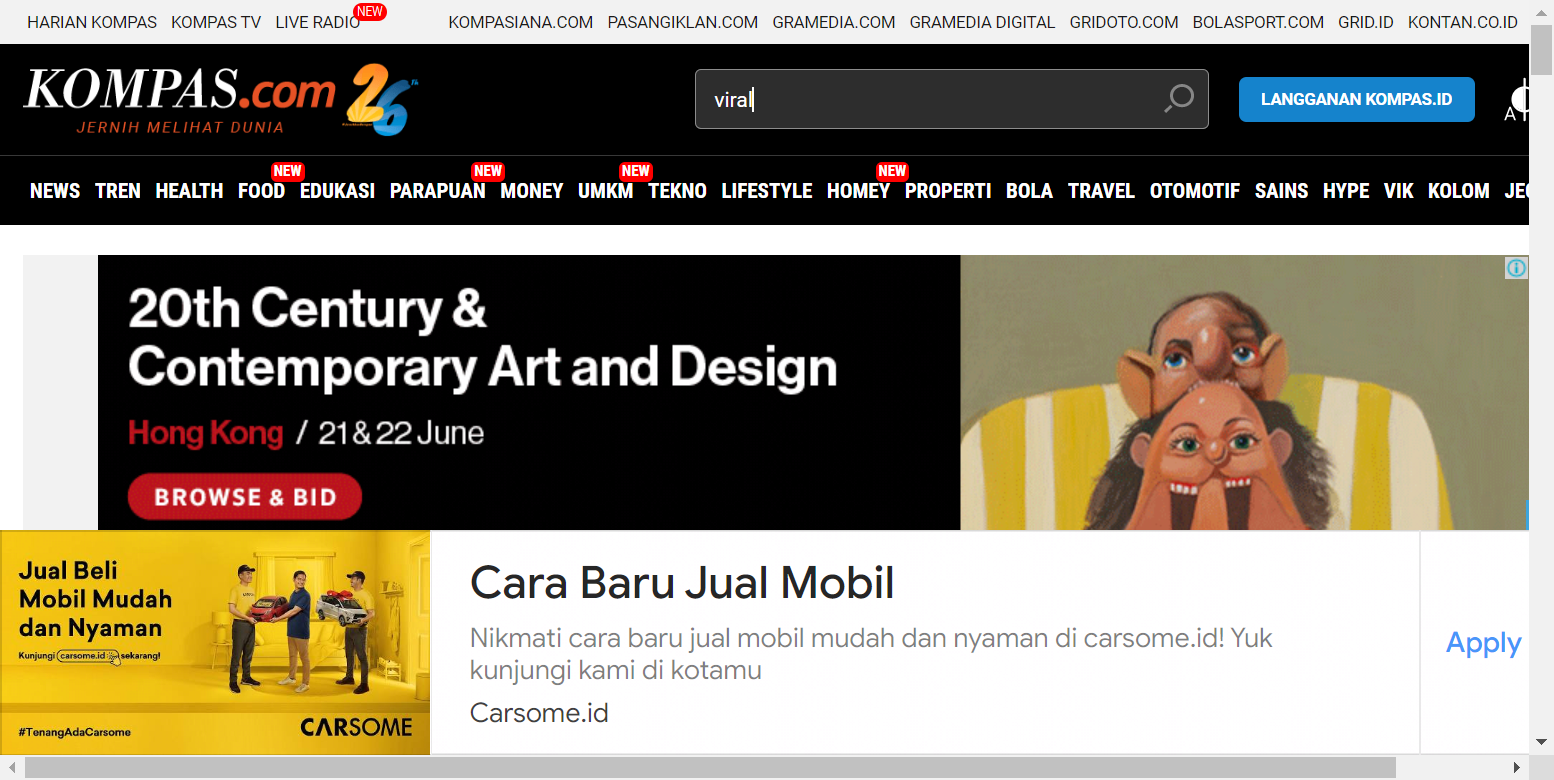 HARIAN KOMPAS KOMPAS TV LIVE RADIO NEW KOMPASIANA.COM PASANGIKLAN.COM GRAMEDIA.COM GRAMEDIA DIGITAL GRIDOTO.COM BOLASPORT.COM GRID.ID KONTAN.CO.ID
KOMPAS.com 26
JERNIH MELIHAT DUNIA
viral
LANGGANAN KOMPAS.ID
A
NEW NEW NEW NEW
NEWS TREN HEALTH FOOD EDUKASI PARAPUAN MONEY UMKM TEKNO LIFESTYLE HOMEY PROPERTI BOLA TRAVEL OTOMOTIF SAINS HYPE VIK KOLOM
20th Century &
Contemporary Art and Design
Hong Kong / 21 & 22 June
BROWSE & BID
Jual Beli
Mobil Mudah
dan Nyaman
Kunjungi carsome.id sekarang!
#TenangAdaCarsome
CARSOME
Cara Baru Jual Mobil
Nikmati cara baru jual mobil mudah dan nyaman di carsome.id! Yuk
kunjungi kami di kotamu
Carsome.id
Apply